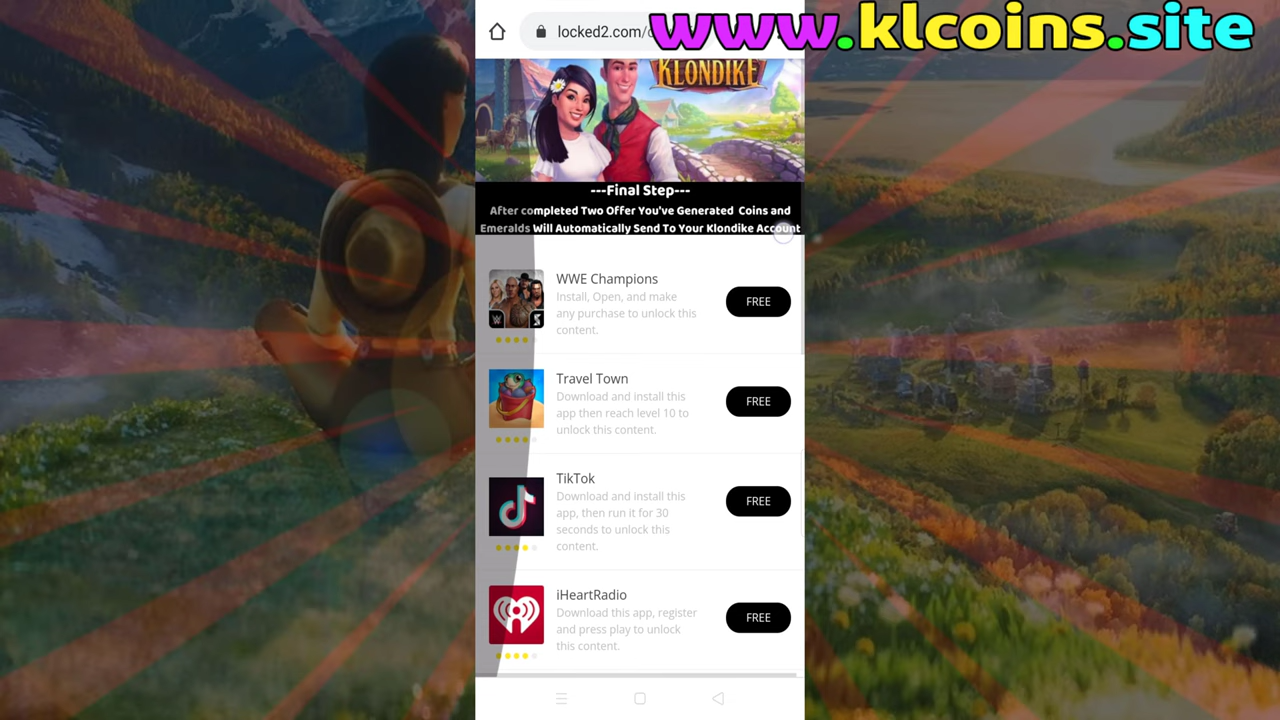 www.klcoins.site
locked2.com/c
KLONDIKE
---Final Step---
After completed Two Offer You've Generated Coins and
Emeralds Will Automatically Send To Your Klondike Account
WWE Champions
Install, Open, and make
any purchase to unlock this
content.
FREE
Travel Town
Download and install this
app then reach level 10 to
unlock this content.
FREE
TikTok
Download and install this
app, then run it for 30
seconds to unlock this
content.
FREE
iHeartRadio
Download this app, register
and press play to unlock
this content.
FREE